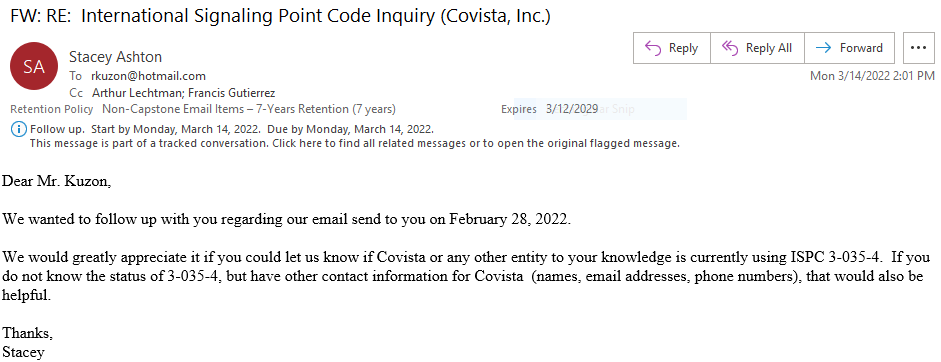 FW: RE: International Signaling Point Code Inquiry (Covista, Inc.)
SA
Stacey Ashton
To rkuzon@hotmail.com
Cc Arthur Lechtman; Francis Gutierrez
Reply
Reply All
Forward
...
Mon 3/14/2022 2:01 PM
Retention Policy Non-Capstone Email Items – 7-Years Retention (7 years)
Expires 3/12/2029
Follow up. Start by Monday, March 14, 2022. Due by Monday, March 14, 2022.
This message is part of a tracked conversation. Click here to find all related messages or to open the original flagged message.
Dear Mr. Kuzon,
We wanted to follow up with you regarding our email send to you on February 28, 2022.
We would greatly appreciate it if you could let us know if Covista or any other entity to your knowledge is currently using ISPC 3-035-4. If you
do not know the status of 3-035-4, but have other contact information for Covista (names, email addresses, phone numbers), that would also be
helpful.
Thanks,
Stacey